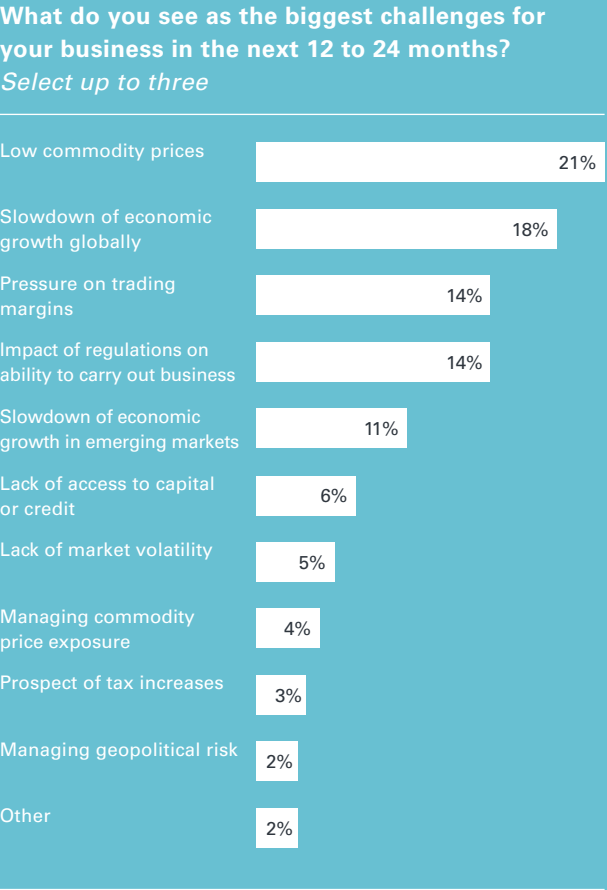 What do you see as the biggest challenges for
your business in the next 12 to 24 months?
Select up to three
Low commodity prices
21%
Slowdown of economic
growth globally
18%
Pressure on trading
margins
14%
Impact of regulations on
ability to carry out business
14%
Slowdown of economic
growth in emerging markets
11%
Lack of access to capital
or credit
6%
Lack of market volatility
5%
Managing commodity
price exposure
4%
Prospect of tax increases
3%
Managing geopolitical risk
2%
Other
2%